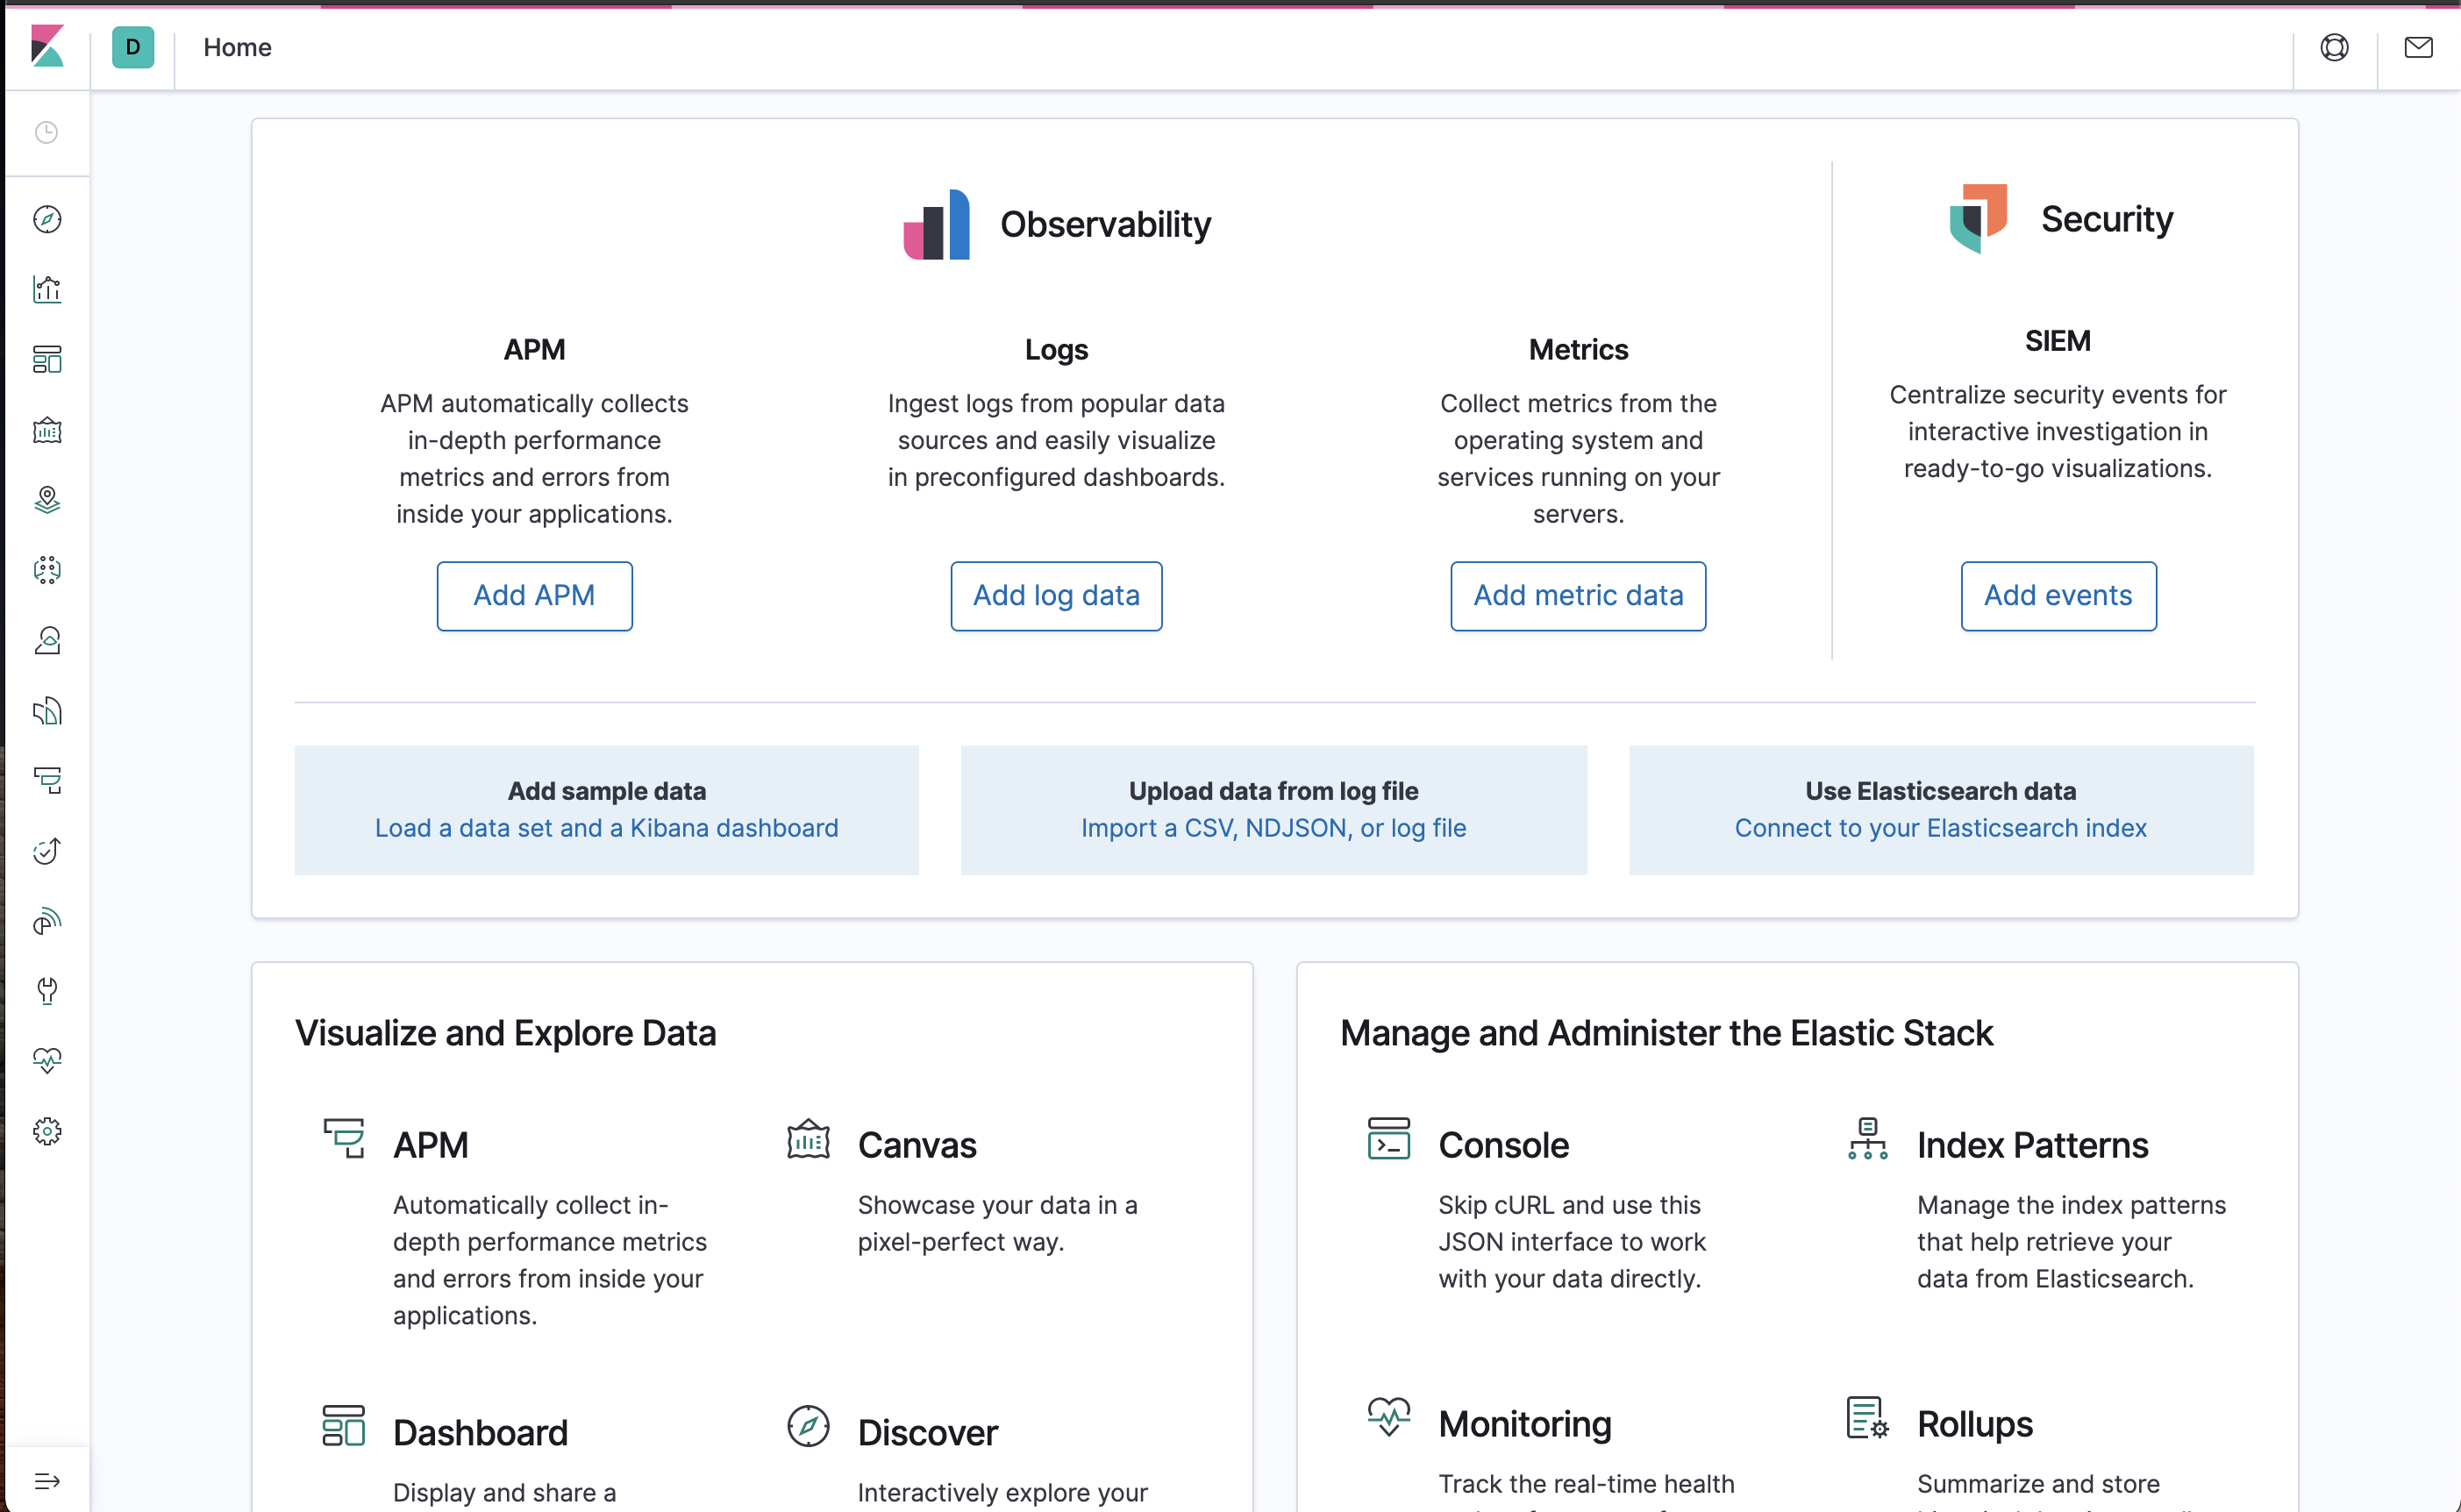 D
Home
Observability
Security
APM
APM automatically collects
in-depth performance
metrics and errors from
inside your applications.
Add APM
Logs
Ingest logs from popular data
sources and easily visualize
in preconfigured dashboards.
Add log data
Metrics
Collect metrics from the
operating system and
services running on your
servers.
Add metric data
SIEM
Centralize security events for
interactive investigation in
ready-to-go visualizations.
Add events
Add sample data
Load a data set and a Kibana dashboard
Upload data from log file
Import a CSV, NDJSON, or log file
Use Elasticsearch data
Connect to your Elasticsearch index
Visualize and Explore Data
APM
Automatically collect in-
depth performance metrics
and errors from inside your
applications.
Canvas
Showcase your data in a
pixel-perfect way.
Dashboard
Display and share a
Discover
Interactively explore your
Manage and Administer the Elastic Stack
Console
Skip cURL and use this
JSON interface to work
with your data directly.
Index Patterns
Manage the index patterns
that help retrieve your
data from Elasticsearch.
Monitoring
Track the real-time health
Rollups
Summarize and store